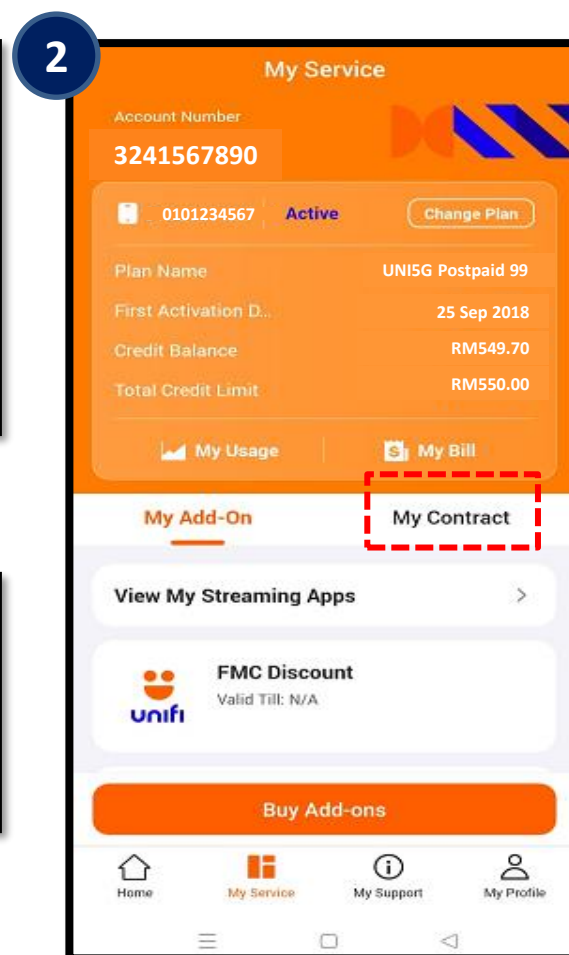 2
My Service
Account Number
3241567890
0101234567 Active Change Plan
Plan Name UNI5G Postpaid 99
First Activation D... 25 Sep 2018
Credit Balance RM549.70
Total Credit Limit RM550.00
My Usage My Bill
My Add-On My Contract
View My Streaming Apps
FMC Discount
Valid Till: N/A
unifi
Buy Add-ons
Home My Service My Support My Profile